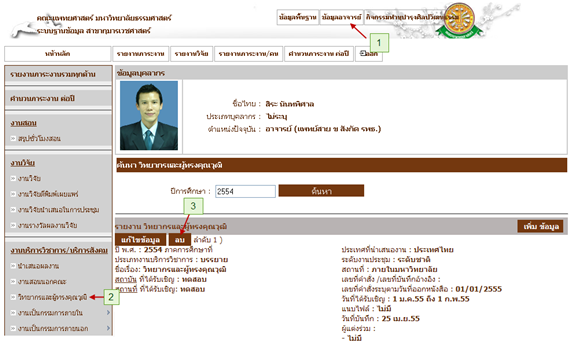 คณะแพทยศาสตร์ มหาวิทยาลัยธรรมศาสตร์
ระบบฐานข้อมูล สาขากุมารเวชศาสตร์
ข้อมูลพื้นฐาน ข้อมูลอาจารย์ กิจกรรมทำนุบำรุงศิลปวัฒนธรรม
1
หน้าหลัก รายงานภาระงาน รายงานวิจัย รายงานภาระงาน/คน คำนวนภาระงาน ต่อปี ออก
รายงานภาระงานรวมทุกด้าน
คำนวนภาระงาน ต่อปี
งานสอน
สรุปชั่วโมงสอน
งานวิจัย
งานวิจัย
งานวิจัยตีพิมพ์เผยแพร่
งานวิจัยนำเสนอในการประชุม
งานรางวัลผลงานวิจัย
งานบริการวิชาการ/บริการสังคม
นำเสนอผลงาน
งานสอนนอกคณะ
วิทยากรและผู้ทรงคุณวุฒิ
2
งานเป็นกรรมการภายใน
งานเป็นกรรมการภายนอก
ข้อมูลบุคลากร
ชื่อไทย : สิระ นันทพิศาล
ประเภทบุคลากร : ไม่ระบุ
ตำแหน่งปัจจุบัน : อาจารย์ (แพทย์สาย ข สังกัด รพธ.)
ค้นหา วิทยากรและผู้ทรงคุณวุฒิ
ปีการศึกษา : 2554 ค้นหา
3
รายงาน วิทยากรและผู้ทรงคุณวุฒิ เพิ่ม ข้อมูล
แก้ไขข้อมูล ลบ ลำดับ 1 )
ปี พ.ศ. : 2554 ภาคการศึกษาที่
ประเภทงานบริการวิชาการ : บรรยาย
ชื่อเรื่อง: วิทยากรและผู้ทรงคุณวุฒิ
สถาบัน ที่ได้รับเชิญ: ทดสอบ
สถานที่ ที่ได้รับเชิญ: ทดสอบ
ประเทศที่นำเสนองาน : ประเทศไทย
ระดับงานประชุม : ระดับชาติ
สถานที่ : ภายในมหาวิทยาลัย
เลขที่คำสั่ง /เลขที่บันทึกอ้างอิง :
เลขที่คำสั่งระบุตามวันที่ออกหนังสือ : 01/01/2555
วันที่ได้รับเชิญ : 1 ม.ค.55 ถึง 1 ก.พ.55
แนบไฟล์ : ไม่มี
วันที่บันทึก : 25 เม.ย.55
ผู้แต่งร่วม :
- ไม่มี